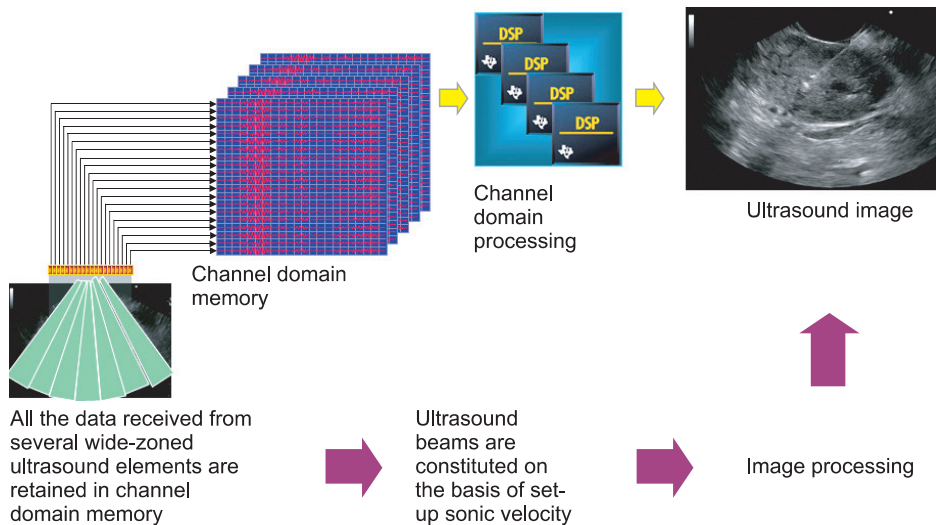 DSP
DSP
DSP
DSP
Channel domain
memory
Channel
domain
processing
Ultrasound image
All the data received from
several wide-zoned
ultrasound elements are
retained in channel
domain memory
Ultrasound
beams are
constituted on
the basis of set-
up sonic velocity
Image processing